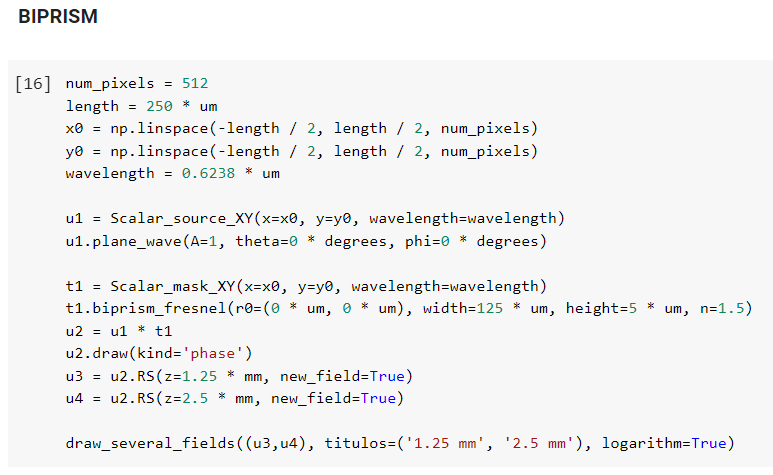 BIPRISM
[16] num_pixels = 512
length = 250 * um
x0 = np.linspace(-length / 2, length / 2, num_pixels)
y0 = np.linspace(-length / 2, length / 2, num_pixels)
wavelength = 0.6238 * um
u1 = Scalar_source_XY(x=x0, y=y0, wavelength=wavelength)
u1.plane_wave(A=1, theta=0 * degrees, phi=0 * degrees)
t1 = Scalar_mask_XY(x=x0, y=y0, wavelength=wavelength)
t1.biprism_fresnel(r0=(0 * um, 0 * um), width=125 * um, height=5 * um, n=1.5)
u2 = u1 * t1
u2.draw(kind='phase')
u3 = u2.RS(z=1.25 * mm, new_field=True)
u4 = u2.RS(z=2.5 * mm, new_field=True)
draw_several_fields((u3,u4), titulos=('1.25 mm', '2.5 mm'), logarithm=True)